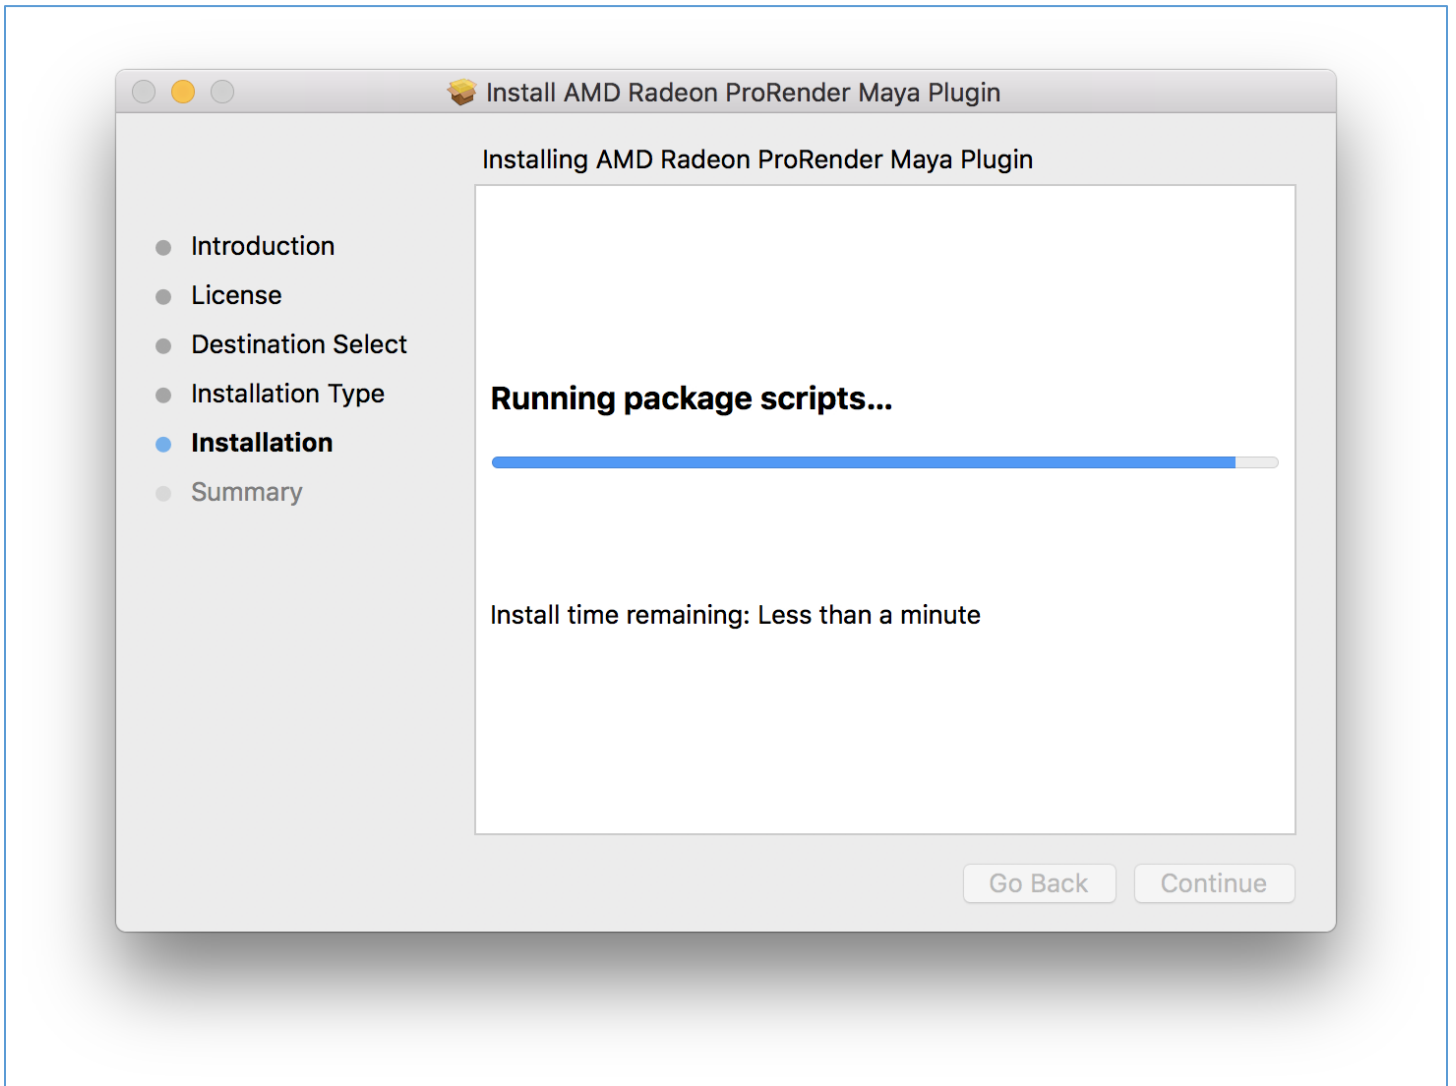 Install AMD Radeon ProRender Maya Plugin
Installing AMD Radeon ProRender Maya Plugin
Introduction
License
Destination Select
Installation Type
Installation
Summary
Running package scripts...
Install time remaining: Less than a minute
Go Back
Continue